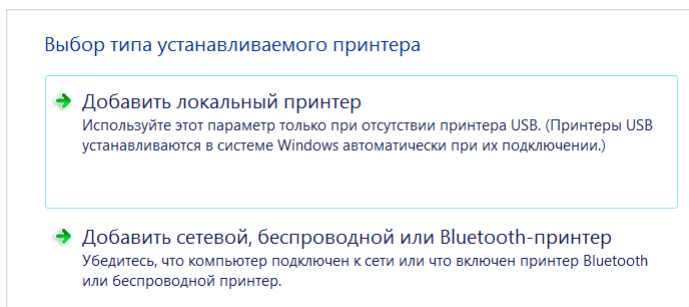 Выбор типа устанавливаемого принтера
Добавить локальный принтер
Используйте этот параметр только при отсутствии принтера USB. (Принтеры USB
устанавливаются в системе Windows автоматически при их подключении.)
Добавить сетевой, беспроводной или Bluetooth-принтер
Убедитесь, что компьютер подключен к сети или что включен принтер Bluetooth
или беспроводной принтер.